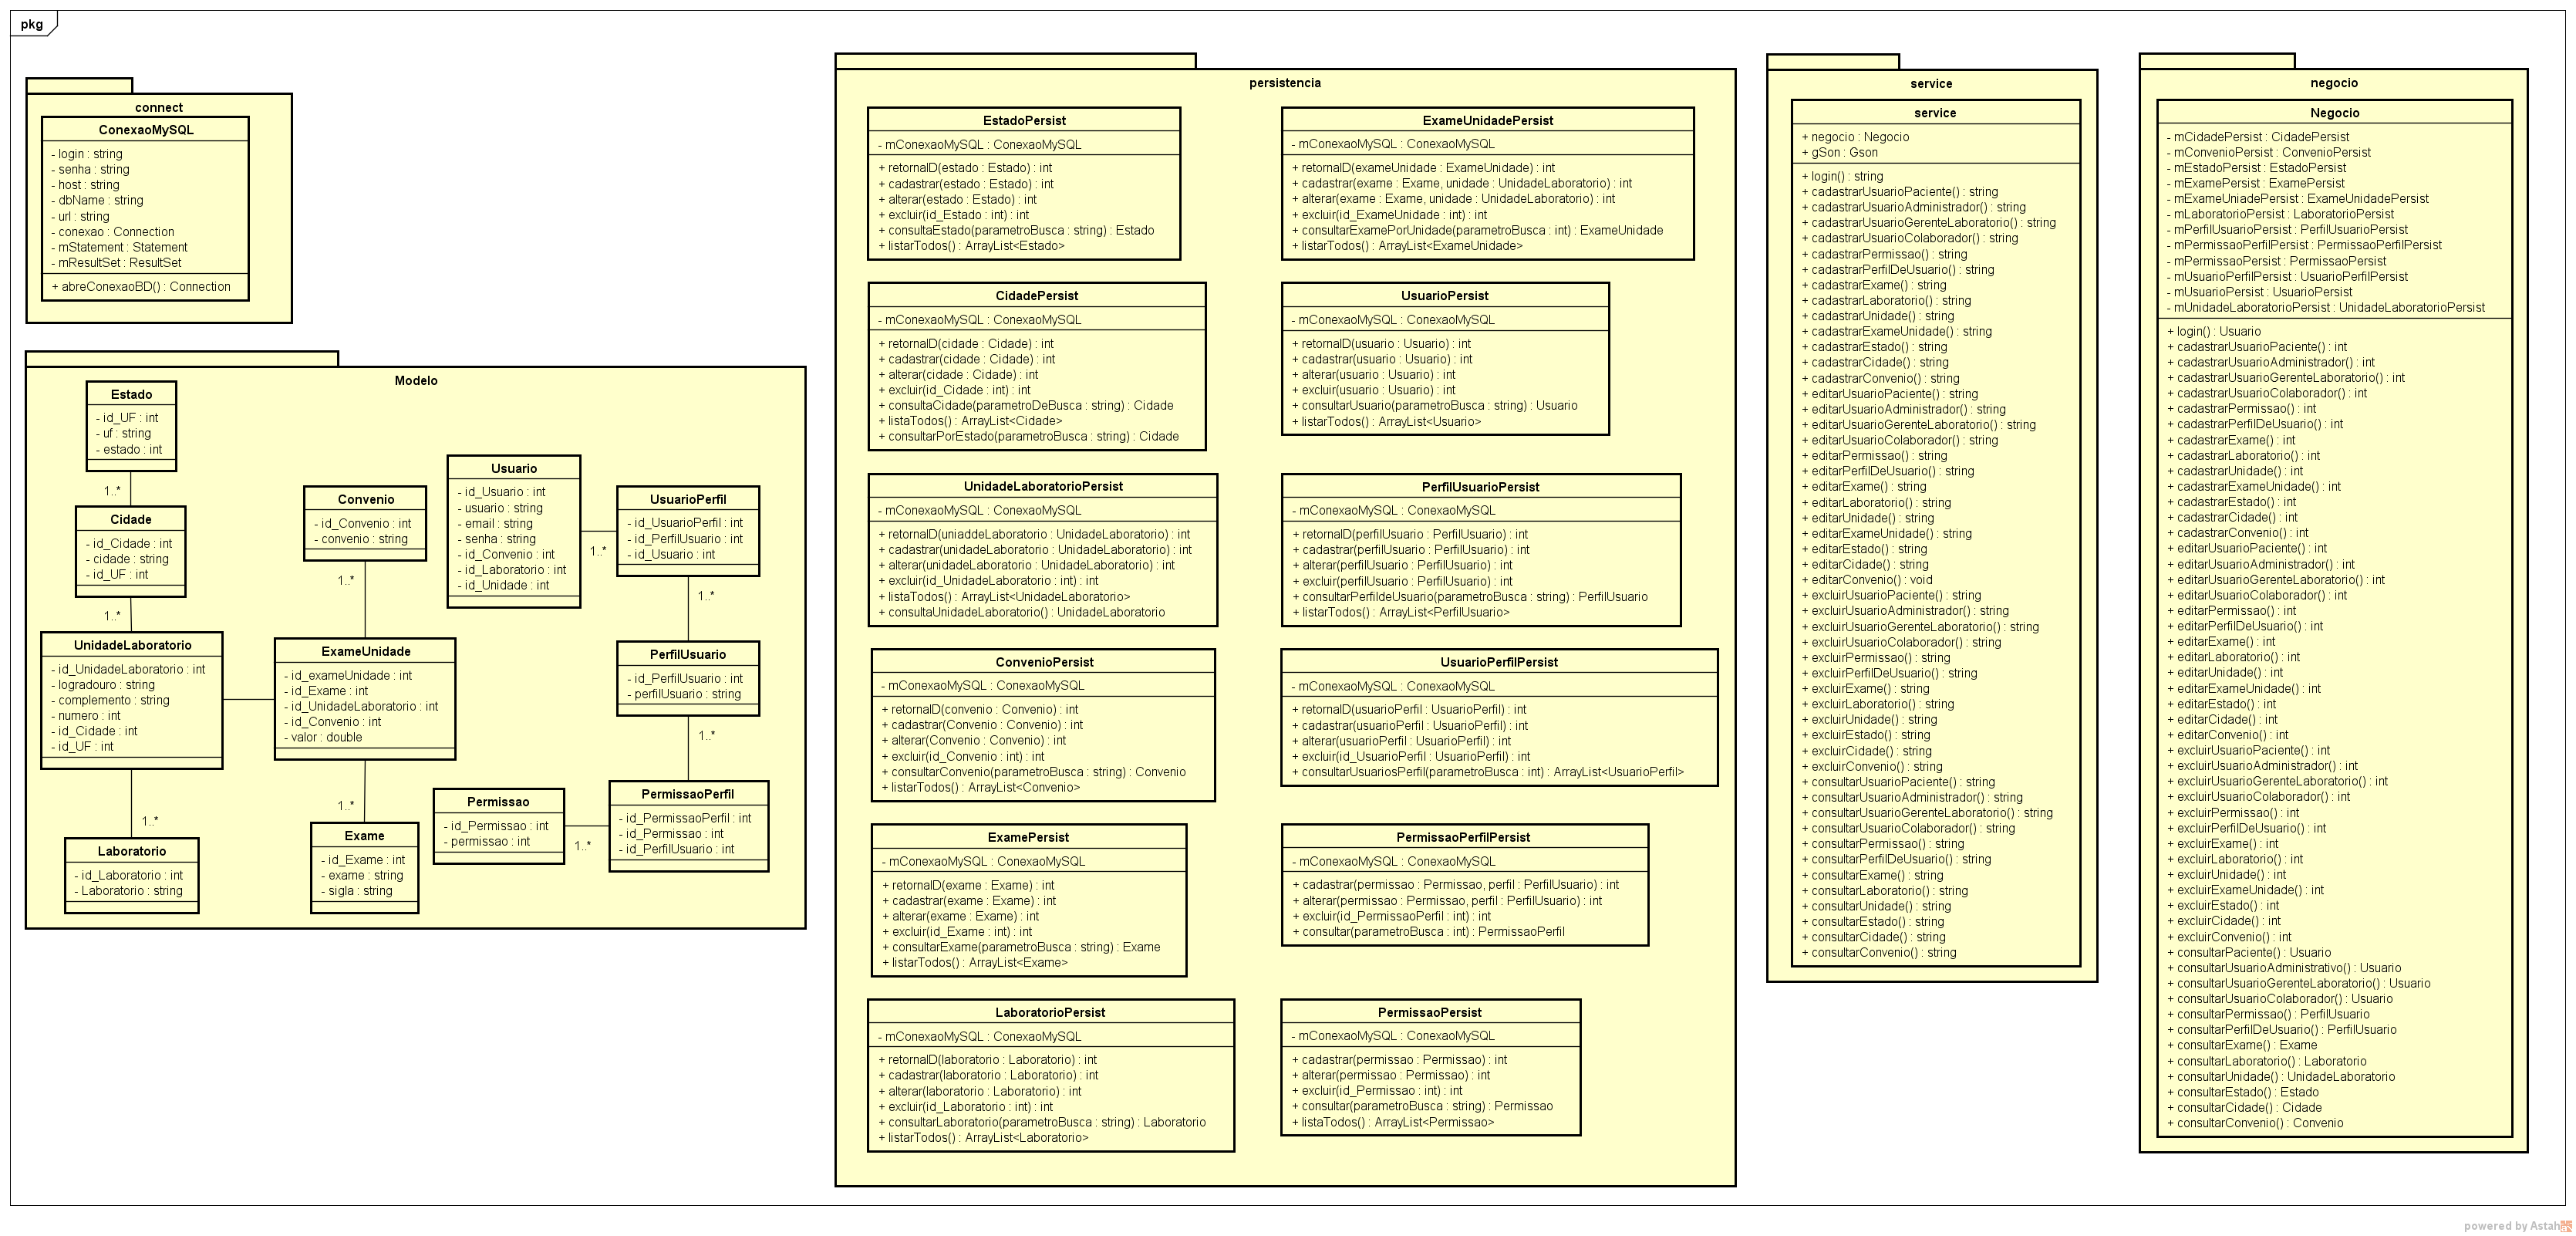 pkg
connect
ConexaoMySQL
- login : string
- senha : string
- host : string
- dbName : string
- url : string
- conexao : Connection
- mStatement : Statement
- mResultSet : ResultSet
+ abreConexaoBD() : Connection
Modelo
Estado
- id_UF : int
- uf : string
- estado : int
1..*
Cidade
- id_Cidade : int
- cidade : string
- id_UF : int
1..*
UnidadeLaboratorio
- id_UnidadeLaboratorio : int
- logradouro : string
- complemento : string
- numero : int
- id_Cidade : int
- id_UF : int
1..*
Laboratorio
- id_Laboratorio : int
- Laboratorio : string
Convenio
- id_Convenio : int
- convenio : string
1..*
ExameUnidade
- id_exameUnidade : int
- id_Exame : int
- id_UnidadeLaboratorio : int
- id_Convenio : int
- valor : double
1..*
Exame
- id_Exame : int
- exame : string
- sigla : string
Usuario
- id_Usuario : int
- usuario : string
- email : string
- senha : string
- id_Convenio : int
- id_Laboratorio : int
- id_Unidade : int
1..*
UsuarioPerfil
- id_UsuarioPerfil : int
- id_PerfilUsuario : int
- id_Usuario : int
1..*
PerfilUsuario
- id_PerfilUsuario : int
- perfilUsuario : string
1..*
Permissao
- id_Permissao : int
- permissao : int
1..*
PermissaoPerfil
- id_PermissaoPerfil : int
- id_Permissao : int
- id_PerfilUsuario : int
persistencia
EstadoPersist
- mConexaoMySQL : ConexaoMySQL
+ retornaID(estado : Estado) : int
+ cadastrar(estado : Estado) : int
+ alterar(estado : Estado) : int
+ excluir(id_Estado : int) : int
+ consultaEstado(parametroBusca : string) : Estado
+ listarTodos() : ArrayList<Estado>
CidadePersist
- mConexaoMySQL : ConexaoMySQL
+ retornaID(cidade : Cidade) : int
+ cadastrar(cidade : Cidade) : int
+ alterar(cidade : Cidade) : int
+ excluir(id_Cidade : int) : int
+ consultaCidade(parametroDeBusca : string) : Cidade
+ listaTodos() : ArrayList<Cidade>
+ consultarPorEstado(parametroBusca : string) : Cidade
UnidadeLaboratorioPersist
- mConexaoMySQL : ConexaoMySQL
+ retornaID(uniaddeLaboratorio : UnidadeLaboratorio) : int
+ cadastrar(unidadeLaboratorio : UnidadeLaboratorio) : int
+ alterar(unidadeLaboratorio : UnidadeLaboratorio) : int
+ excluir(id_UnidadeLaboratorio : int) : int
+ listaTodos() : ArrayList<UnidadeLaboratorio>
+ consultaUnidadeLaboratorio() : UnidadeLaboratorio
ConvenioPersist
- mConexaoMySQL : ConexaoMySQL
+ retornaID(convenio : Convenio) : int
+ cadastrar(Convenio : Convenio) : int
+ alterar(Convenio : Convenio) : int
+ excluir(id_Convenio : int) : int
+ consultarConvenio(parametroBusca : string) : Convenio
+ listarTodos() : ArrayList<Convenio>
ExamePersist
- mConexaoMySQL : ConexaoMySQL
+ retornaID(exame : Exame) : int
+ cadastrar(exame : Exame) : int
+ alterar(exame : Exame) : int
+ excluir(id_Exame : int) : int
+ consultarExame(parametroBusca : string) : Exame
+ listarTodos() : ArrayList<Exame>
LaboratorioPersist
- mConexaoMySQL : ConexaoMySQL
+ retornaID(laboratorio : Laboratorio) : int
+ cadastrar(laboratorio : Laboratorio) : int
+ alterar(laboratorio : Laboratorio) : int
+ excluir(id_Laboratorio : int) : int
+ consultarLaboratorio(parametroBusca : string) : Laboratorio
+ listarTodos() : ArrayList<Laboratorio>
ExameUnidadePersist
- mConexaoMySQL : ConexaoMySQL
+ retornaID(exameUnidade : ExameUnidade) : int
+ cadastrar(exame : Exame, unidade : UnidadeLaboratorio) : int
+ alterar(exame : Exame, unidade : UnidadeLaboratorio) : int
+ excluir(id_ExameUnidade : int) : int
+ consultarExamePorUnidade(parametroBusca : int) : ExameUnidade
+ listarTodos() : ArrayList<ExameUnidade>
UsuarioPersist
- mConexaoMySQL : ConexaoMySQL
+ retornaID(usuario : Usuario) : int
+ cadastrar(usuario : Usuario) : int
+ alterar(usuario : Usuario) : int
+ excluir(usuario : Usuario) : int
+ consultarUsuario(parametroBusca : string) : Usuario
+ listarTodos() : ArrayList<Usuario>
PerfilUsuarioPersist
- mConexaoMySQL : ConexaoMySQL
+ retornaID(perfilUsuario : PerfilUsuario) : int
+ cadastrar(perfilUsuario : PerfilUsuario) : int
+ alterar(perfilUsuario : PerfilUsuario) : int
+ excluir(perfilUsuario : PerfilUsuario) : int
+ consultarPerfildeUsuario(parametroBusca : string) : PerfilUsuario
+ listarTodos() : ArrayList<PerfilUsuario>
UsuarioPerfilPersist
- mConexaoMySQL : ConexaoMySQL
+ retornaID(usuarioPerfil : UsuarioPerfil) : int
+ cadastrar(usuarioPerfil : UsuarioPerfil) : int
+ alterar(usuarioPerfil : UsuarioPerfil) : int
+ excluir(id_UsuarioPerfil : UsuarioPerfil) : int
+ consultarUsuariosPerfil(parametroBusca : int) : ArrayList<UsuarioPerfil>
PermissaoPerfilPersist
- mConexaoMySQL : ConexaoMySQL
+ cadastrar(permissao : Permissao, perfil : PerfilUsuario) : int
+ alterar(permissao : Permissao, perfil : PerfilUsuario) : int
+ excluir(id_PermissaoPerfil : int) : int
+ consultar(parametroBusca : int) : PermissaoPerfil
PermissaoPersist
- mConexaoMySQL : ConexaoMySQL
+ cadastrar(permissao : Permissao) : int
+ alterar(permissao : Permissao) : int
+ excluir(id_Permissao : int) : int
+ consultar(parametroBusca : string) : Permissao
+ listaTodos() : ArrayList<Permissao>
service
service
+ negocio : Negocio
+ gSon : Gson
+ login() : string
+ cadastrarUsuarioPaciente() : string
+ cadastrarUsuarioAdministrador() : string
+ cadastrarUsuarioGerenteLaboratorio() : string
+ cadastrarUsuarioColaborador() : string
+ cadastrarPermissao() : string
+ cadastrarPerfilDeUsuario() : string
+ cadastrarExame() : string
+ cadastrarLaboratorio() : string
+ cadastrarUnidade() : string
+ cadastrarExameUnidade() : string
+ cadastrarEstado() : string
+ cadastrarCidade() : string
+ cadastrarConvenio() : string
+ editarUsuarioPaciente() : string
+ editarUsuarioAdministrador() : string
+ editarUsuarioGerenteLaboratorio() : string
+ editarUsuarioColaborador() : string
+ editarPermissao() : string
+ editarPerfilDeUsuario() : string
+ editarExame() : string
+ editarLaboratorio() : string
+ editarUnidade() : string
+ editarExameUnidade() : string
+ editarEstado() : string
+ editarCidade() : string
+ editarConvenio() : void
+ excluirUsuarioPaciente() : string
+ excluirUsuarioAdministrador() : string
+ excluirUsuarioGerenteLaboratorio() : string
+ excluirUsuarioColaborador() : string
+ excluirPermissao() : string
+ excluirPerfilDeUsuario() : string
+ excluirExame() : string
+ excluirLaboratorio() : string
+ excluirUnidade() : string
+ excluirEstado() : string
+ excluirCidade() : string
+ excluirConvenio() : string
+ consultarUsuarioPaciente() : string
+ consultarUsuarioAdministrador() : string
+ consultarUsuarioGerenteLaboratorio() : string
+ consultarUsuarioColaborador() : string
+ consultarPermissao() : string
+ consultarPerfilDeUsuario() : string
+ consultarExame() : string
+ consultarLaboratorio() : string
+ consultarUnidade() : string
+ consultarEstado() : string
+ consultarCidade() : string
+ consultarConvenio() : string
negocio
Negocio
- mCidadePersist : CidadePersist
- mConvenioPersist : ConvenioPersist
- mEstadoPersist : EstadoPersist
- mExamePersist : ExamePersist
- mExameUniadePersist : ExameUnidadePersist
- mLaboratorioPersist : LaboratorioPersist
- mPerfilUsuarioPersist : PerfilUsuarioPersist
- mPermissaoPerfilPersist : PermissaoPerfilPersist
- mPermissaoPersist : PermissaoPersist
- mUsuarioPerfilPersist : UsuarioPerfilPersist
- mUsuarioPersist : UsuarioPersist
- mUnidadeLaboratorioPersist : UnidadeLaboratorioPersist
+ login() : Usuario
+ cadastrarUsuarioPaciente() : int
+ cadastrarUsuarioAdministrador() : int
+ cadastrarUsuarioGerenteLaboratorio() : int
+ cadastrarUsuarioColaborador() : int
+ cadastrarPermissao() : int
+ cadastrarPerfilDeUsuario() : int
+ cadastrarExame() : int
+ cadastrarLaboratorio() : int
+ cadastrarUnidade() : int
+ cadastrarExameUnidade() : int
+ cadastrarEstado() : int
+ cadastrarCidade() : int
+ cadastrarConvenio() : int
+ editarUsuarioPaciente() : int
+ editarUsuarioAdministrador() : int
+ editarUsuarioGerenteLaboratorio() : int
+ editarUsuarioColaborador() : int
+ editarPermissao() : int
+ editarPerfilDeUsuario() : int
+ editarExame() : int
+ editarLaboratorio() : int
+ editarUnidade() : int
+ editarExameUnidade() : int
+ editarEstado() : int
+ editarCidade() : int
+ editarConvenio() : int
+ excluirUsuarioPaciente() : int
+ excluirUsuarioAdministrador() : int
+ excluirUsuarioGerenteLaboratorio() : int
+ excluirUsuarioColaborador() : int
+ excluirPermissao() : int
+ excluirPerfilDeUsuario() : int
+ excluirExame() : int
+ excluirLaboratorio() : int
+ excluirUnidade() : int
+ excluirExameUnidade() : int
+ excluirEstado() : int
+ excluirCidade() : int
+ excluirConvenio() : int
+ consultarPaciente() : Usuario
+ consultarUsuarioAdministrativo() : Usuario
+ consultarUsuarioGerenteLaboratorio() : Usuario
+ consultarUsuarioColaborador() : Usuario
+ consultarPermissao() : PerfilUsuario
+ consultarPerfilDeUsuario() : PerfilUsuario
+ consultarExame() : Exame
+ consultarLaboratorio() : Laboratorio
+ consultarUnidade() : UnidadeLaboratorio
+ consultarEstado() : Estado
+ consultarCidade() : Cidade
+ consultarConvenio() : Convenio
powered by Astah